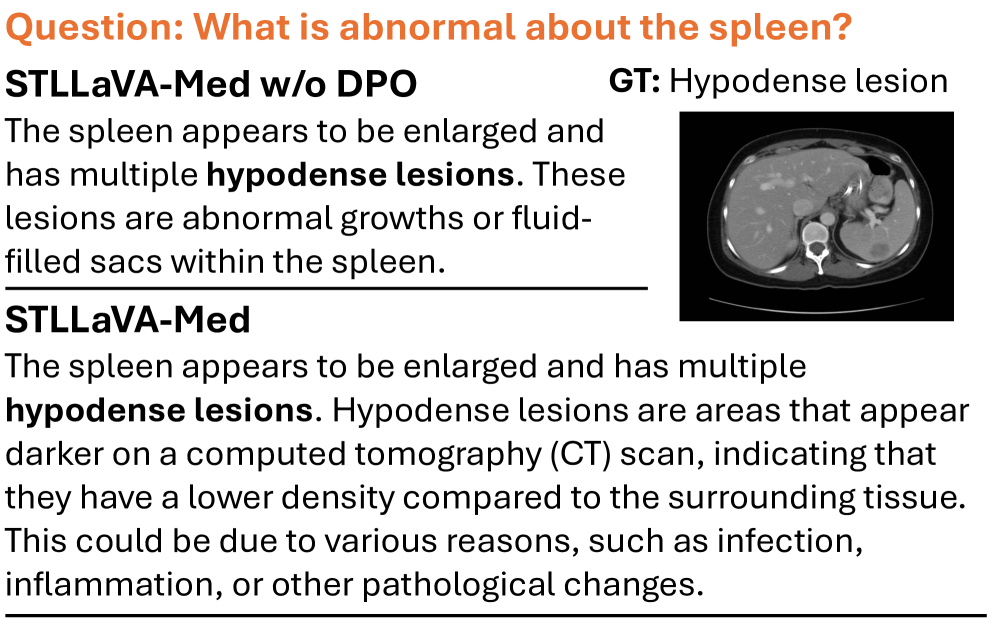 Question: What is abnormal about the spleen?
STLLaVA-Med w/o DPO
GT: Hypodense lesion
The spleen appears to be enlarged and
has multiple hypodense lesions. These
lesions are abnormal growths or fluid-
filled sacs within the spleen.
STLLaVA-Med
The spleen appears to be enlarged and has multiple
hypodense lesions. Hypodense lesions are areas that appear
darker on a computed tomography (CT) scan, indicating that
they have a lower density compared to the surrounding tissue.
This could be due to various reasons, such as infection,
inflammation, or other pathological changes.